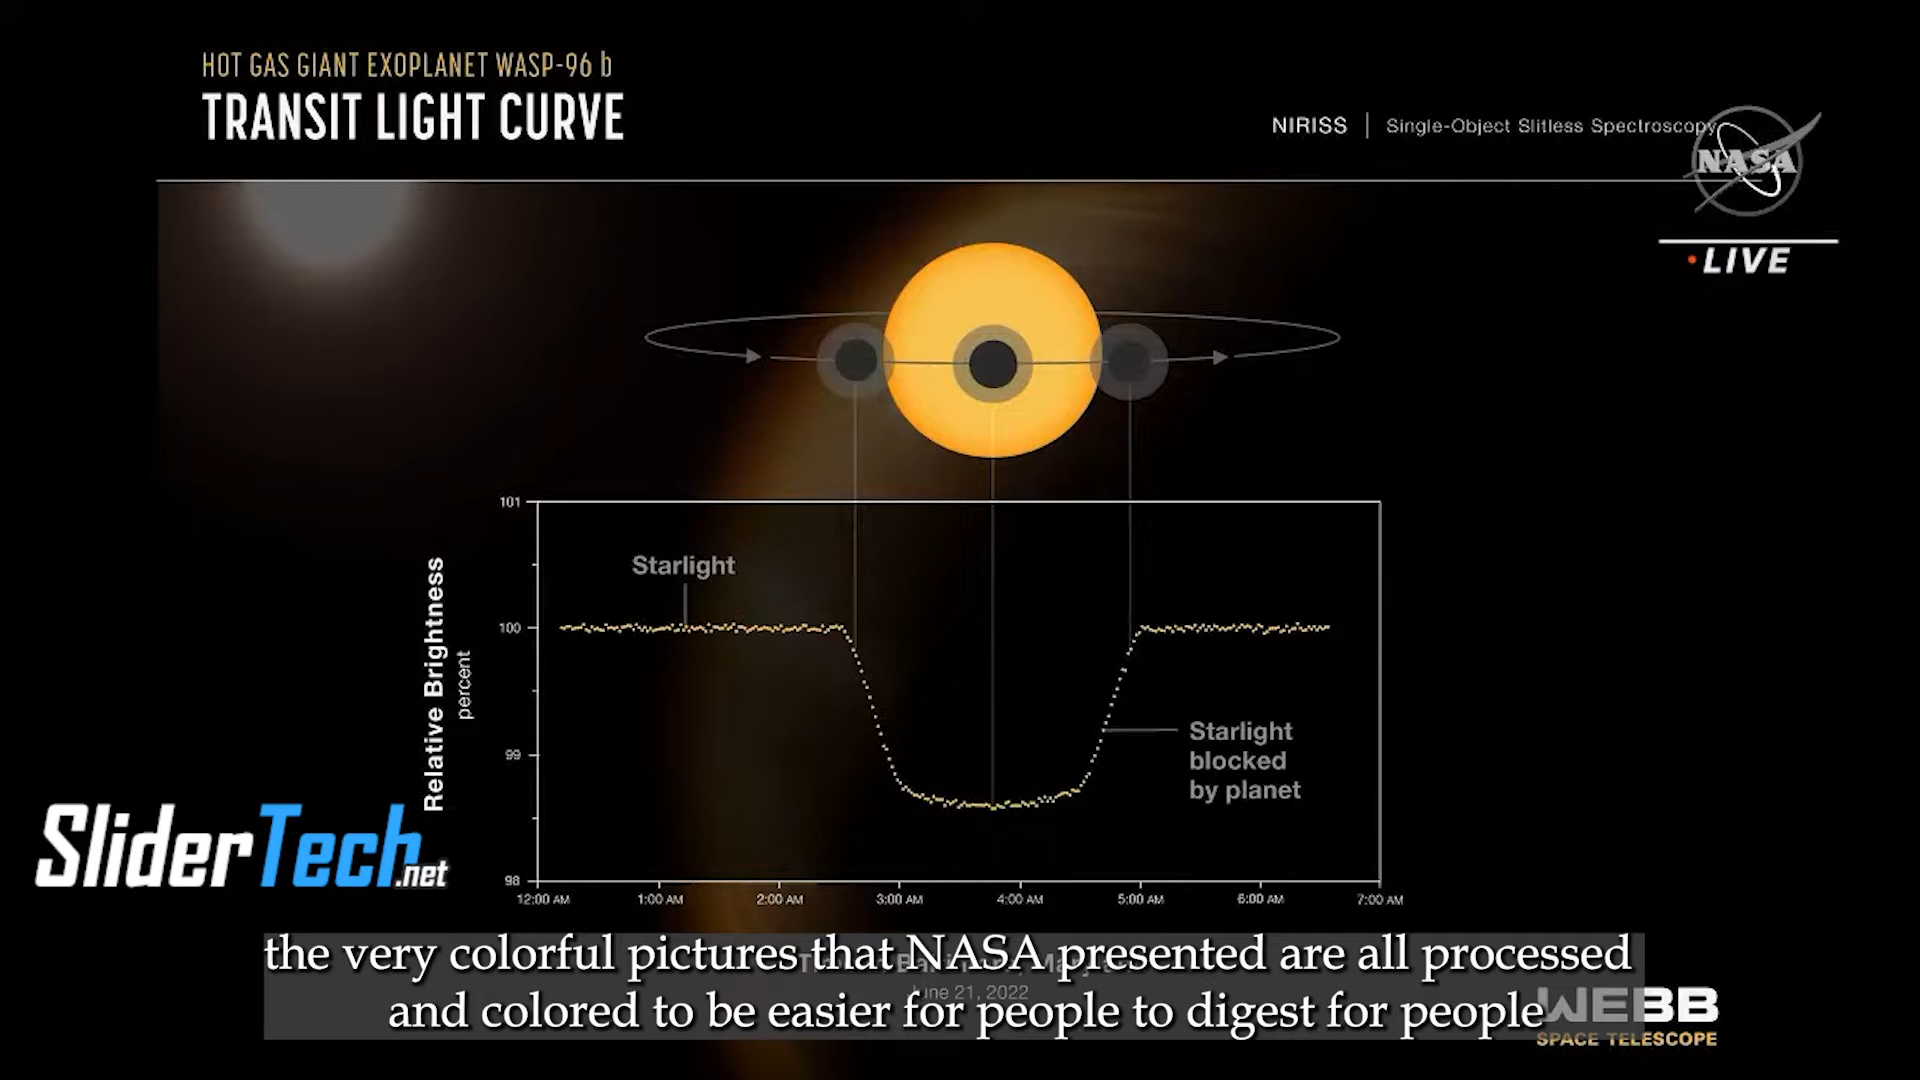 HOT GAS GIANT EXOPLANET WASP-96 b
TRANSIT LIGHT CURVE
NIRISS | Single-Object Slitless Spectroscopy
NASA
LIVE
101
Starlight
100
Relative Brightness
percent
99
Starlight
blocked
by planet
98
12:00 AM 1:00 AM 2:00 AM 3:00 AM 4:00 AM 5:00 AM 6:00 AM 7:00 AM
SliderTech.net
the very colorful pictures that NASA presented are all processed
June 21, 2022
and colored to be easier for people to digest for people
WEBB
SPACE TELESCOPE